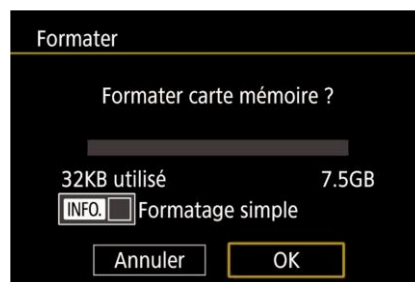 Formater
Formater carte mémoire ?
32KB utilisé 7.5GB
INFO. Formatage simple
Annuler OK